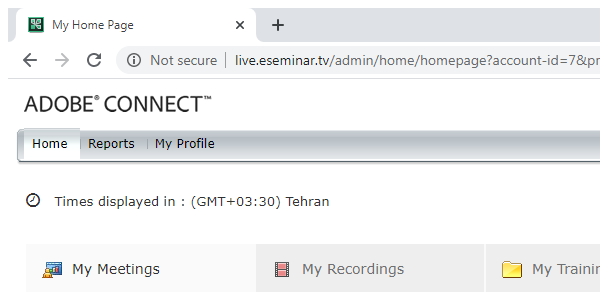 My Home Page
Not secure | live.eseminar.tv/admin/home/homepage?account-id=7&pr
ADOBE® CONNECT™
Home Reports My Profile
Times displayed in : (GMT+03:30) Tehran
My Meetings My Recordings My Trainin